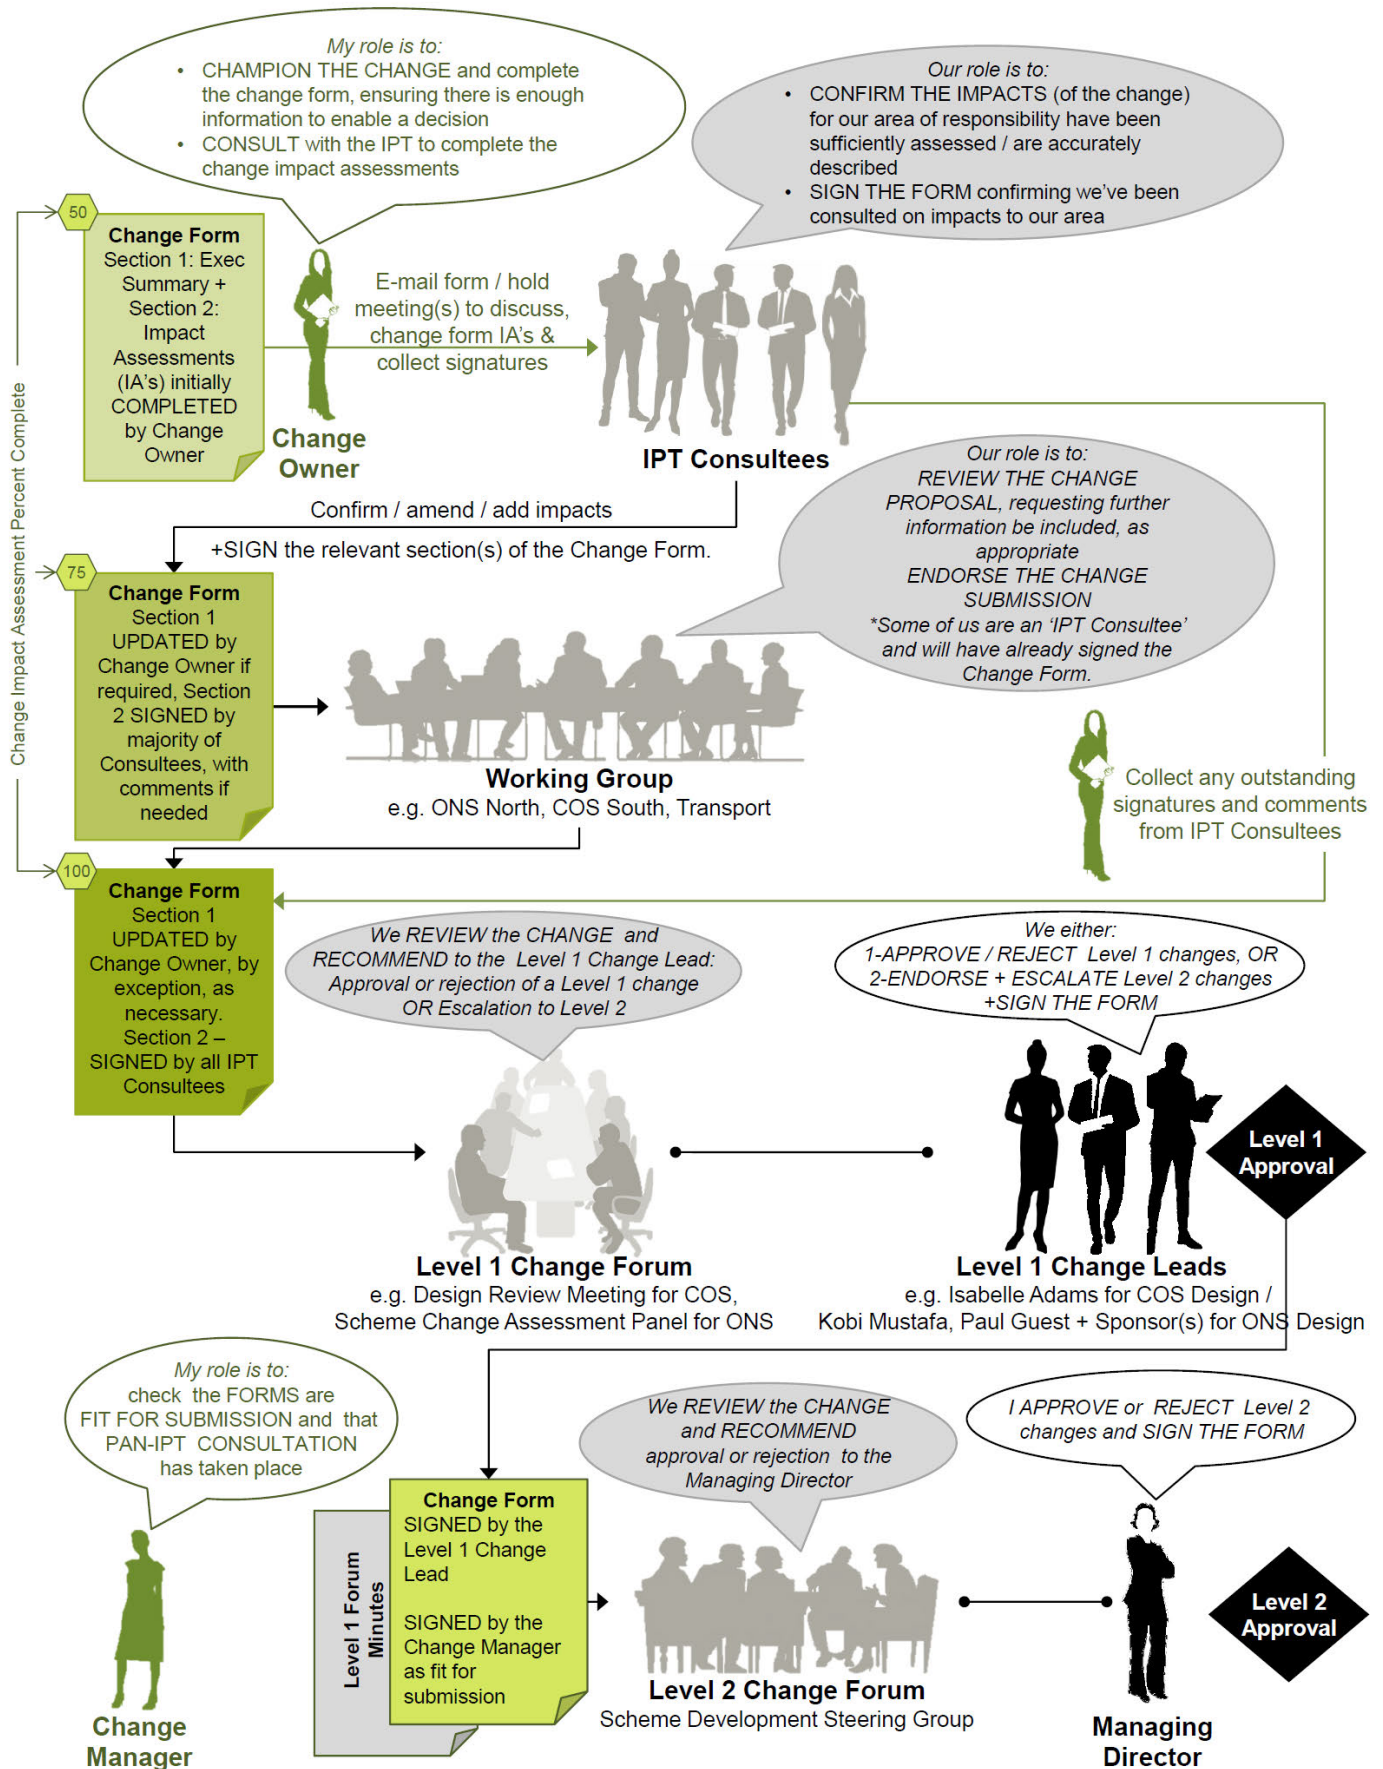 My role is to:
• CHAMPION THE CHANGE and complete
the change form, ensuring there is enough
information to enable a decision
• CONSULT with the IPT to complete the
change impact assessments
Our role is to:
• CONFIRM THE IMPACTS (of the change)
for our area of responsibility have been
sufficiently assessed / are accurately
described
• SIGN THE FORM confirming we've been
consulted on impacts to our area
50
Change Form
Section 1: Exec
Summary +
Section 2:
Impact
Assessments
(IA's) initially
COMPLETED
by Change
Owner
Change
Owner
E-mail form / hold
meeting(s) to discuss,
change form IA's &
collect signatures
IPT Consultees
Change Impact Assessment Percent Complete
Confirm / amend / add impacts
+SIGN the relevant section(s) of the Change Form.
Our role is to:
REVIEW THE CHANGE
PROPOSAL, requesting further
information be included, as
appropriate
ENDORSE THE CHANGE
SUBMISSION
*Some of us are an 'IPT Consultee'
and will have already signed the
Change Form.
75
Change Form
Section 1
UPDATED by
Change Owner if
required, Section
2 SIGNED by
majority of
Consultees, with
comments if
needed
Working Group
e.g. ONS North, COS South, Transport
Collect any outstanding
signatures and comments
from IPT Consultees
100
Change Form
Section 1
UPDATED by
Change Owner, by
exception, as
necessary.
Section 2 –
SIGNED by all IPT
Consultees
We REVIEW the CHANGE and
RECOMMEND to the Level 1 Change Lead:
Approval or rejection of a Level 1 change
OR Escalation to Level 2
We either:
1-APPROVE / REJECT Level 1 changes, OR
2-ENDORSE + ESCALATE Level 2 changes
+SIGN THE FORM
Level 1
Approval
Level 1 Change Forum
e.g. Design Review Meeting for COS,
Scheme Change Assessment Panel for ONS
Level 1 Change Leads
e.g. Isabelle Adams for COS Design /
Kobi Mustafa, Paul Guest + Sponsor(s) for ONS Design
My role is to:
check the FORMS are
FIT FOR SUBMISSION and that
PAN-IPT CONSULTATION
has taken place
Change
Manager
Level 1 Forum
Minutes
Change Form
SIGNED by the
Level 1 Change
Lead
SIGNED by the
Change Manager
as fit for
submission
We REVIEW the CHANGE
and RECOMMEND
approval or rejection to the
Managing Director
Level 2 Change Forum
Scheme Development Steering Group
I APPROVE or REJECT Level 2
changes and SIGN THE FORM
Managing
Director
Level 2
Approval